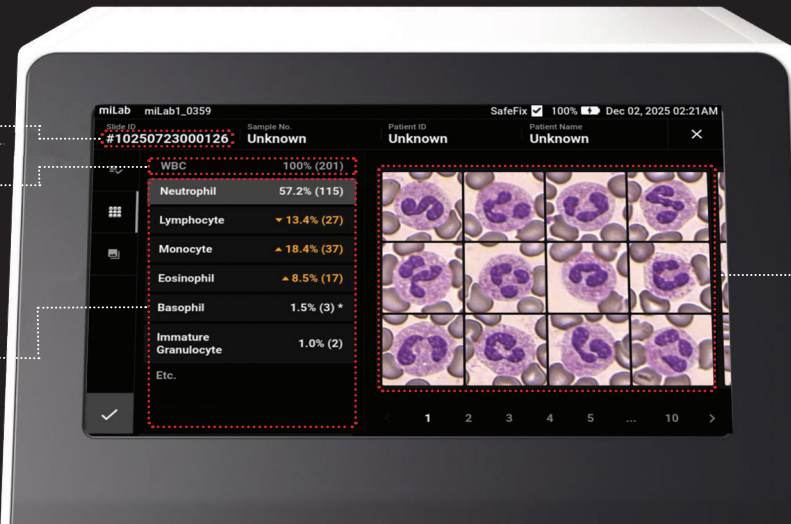 miLab miLab1_0359 SafeFix 100% Dec 02, 2025 02:21AM
Slide ID Sample No. Patient ID Patient Name
#10250723000126 Unknown Unknown Unknown
WBC 100% (201)
Neutrophil 57.2% (115)
Lymphocyte 13.4% (27)
Monocyte 18.4% (37)
Eosinophil 8.5% (17)
Basophil 1.5% (3) *
Immature
Granulocyte 1.0% (2)
Etc.
1 2 3 4 5 ... 10